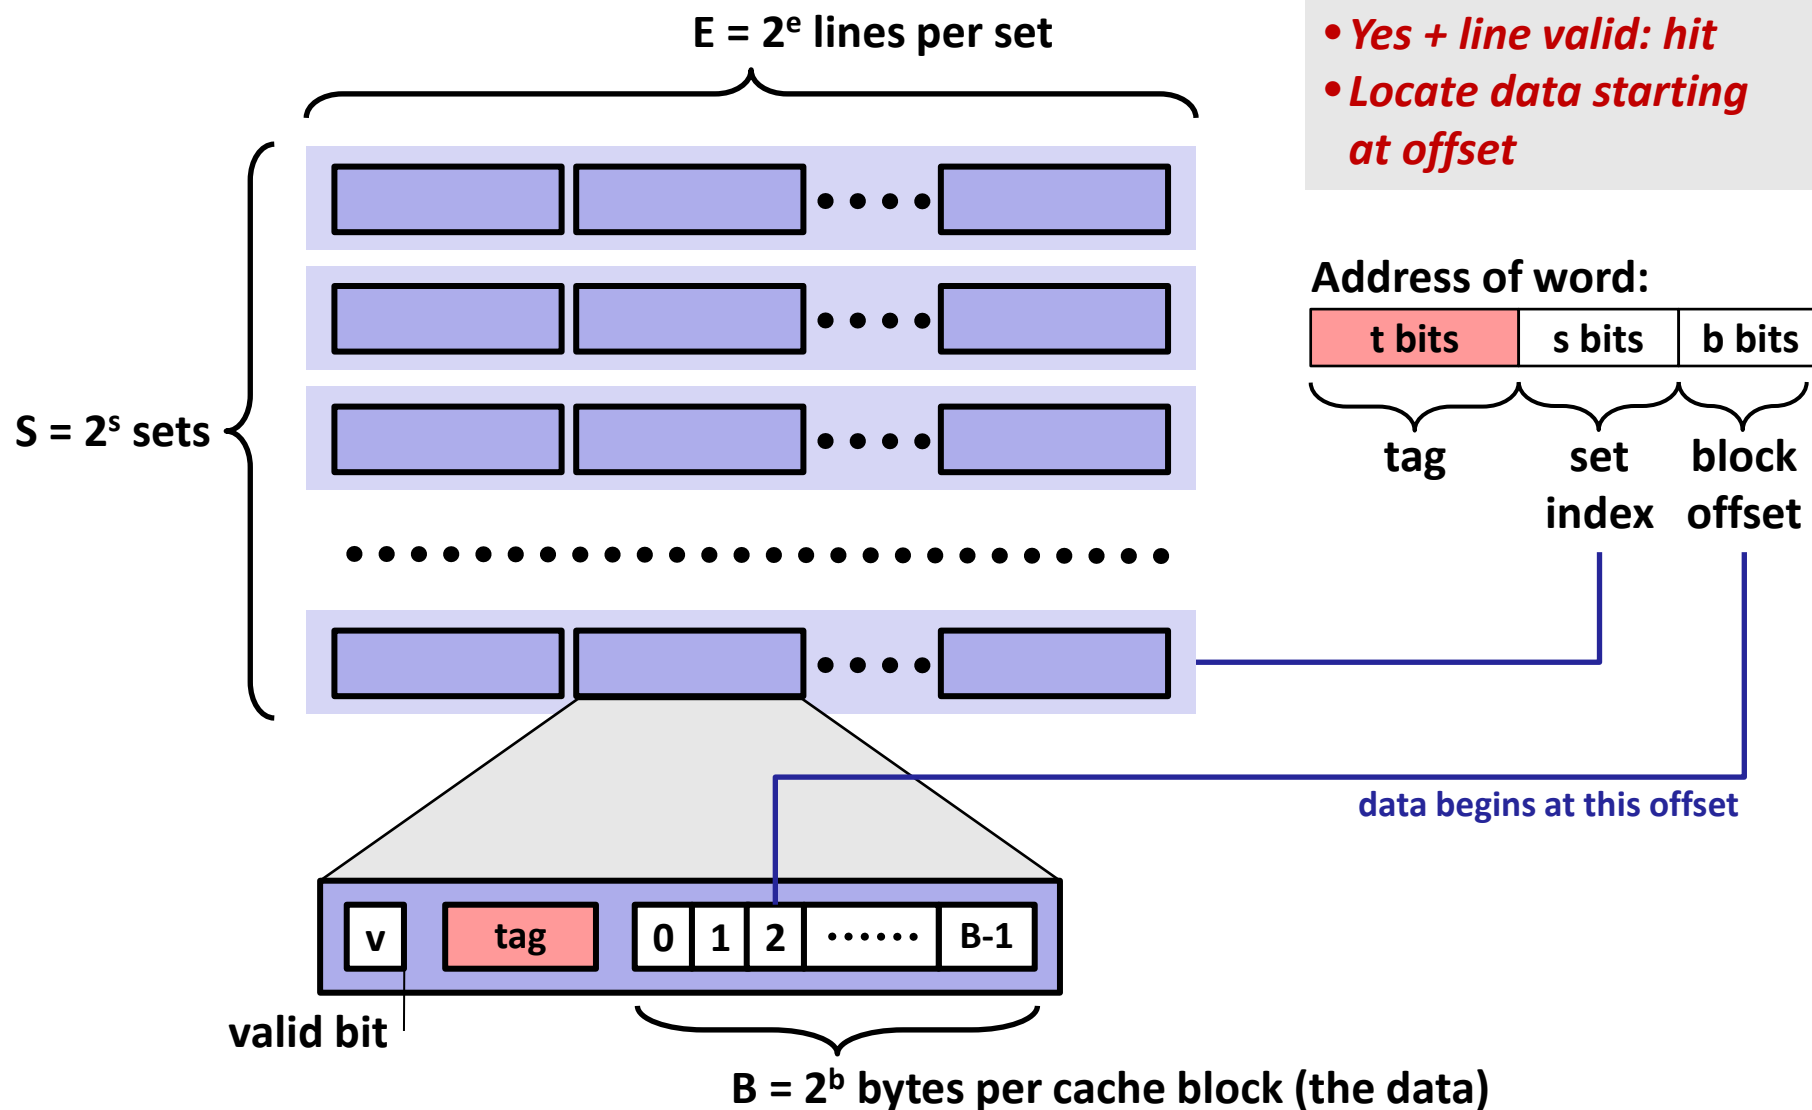 E = 2ᵉ lines per set
• Yes + line valid: hit
• Locate data starting
at offset
Address of word:
t bits s bits b bits
S = 2ˢ sets
tag set block
index offset
data begins at this offset
v tag 0 1 2 •••••• B-1
valid bit
B = 2ᵇ bytes per cache block (the data)